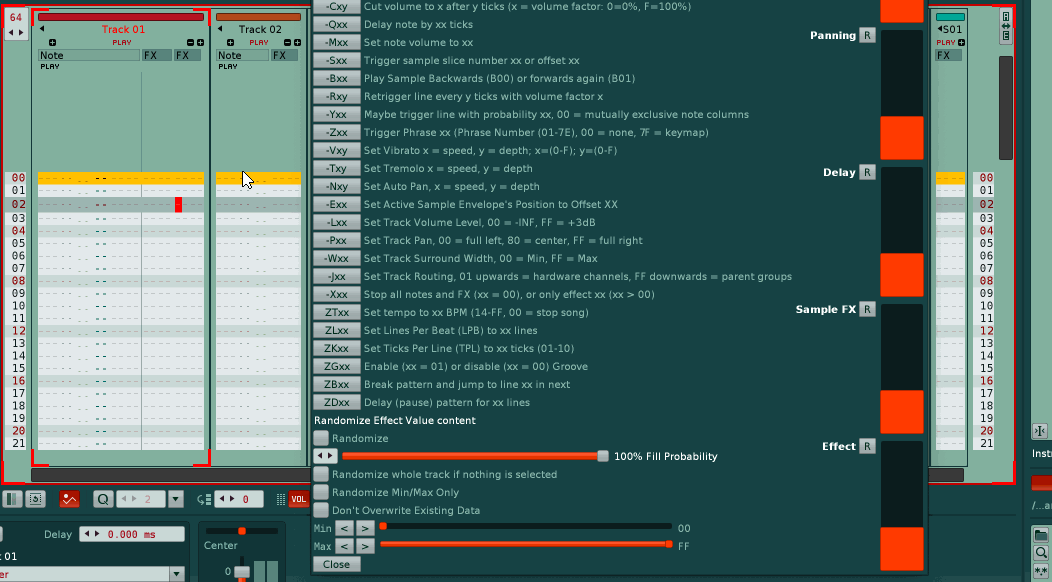 64
Track 01
PLAY
Note FX FX
PLAY
Track 02
PLAY
Note FX
PLAY
00
01
02
03
04
05
06
07
08
09
10
11
12
13
14
15
16
17
18
19
20
21
-Cxy Cut volume to x after y ticks (x = volume factor: 0=0%, F=100%)
-Qxx Delay note by xx ticks
-Mxx Set note volume to xx
-Sxx Trigger sample slice number xx or offset xx
-Bxx Play Sample Backwards (B00) or forwards again (B01)
-Rxy Retrigger line every y ticks with volume factor x
-Yxx Maybe trigger line with probability xx, 00 = mutually exclusive note columns
-Zxx Trigger Phrase xx (Phrase Number (01-7E), 00 = none, 7F = keymap)
-Vxy Set Vibrato x = speed, y = depth; x=(0-F); y=(0-F)
-Txy Set Tremolo x = speed, y = depth
-Nxy Set Auto Pan, x = speed, y = depth
-Exx Set Active Sample Envelope's Position to Offset XX
-Lxx Set Track Volume Level, 00 = -INF, FF = +3dB
-Pxx Set Track Pan, 00 = full left, 80 = center, FF = full right
-Wxx Set Track Surround Width, 00 = Min, FF = Max
-Jxx Set Track Routing, 01 upwards = hardware channels, FF downwards = parent groups
-Xxx Stop all notes and FX (xx = 00), or only effect xx (xx > 00)
ZTxx Set tempo to xx BPM (14-FF, 00 = stop song)
ZLxx Set Lines Per Beat (LPB) to xx lines
ZKxx Set Ticks Per Line (TPL) to xx ticks (01-10)
ZGxx Enable (xx = 01) or disable (xx = 00) Groove
ZBxx Break pattern and jump to line xx in next
ZDxx Delay (pause) pattern for xx lines
Randomize Effect Value content
Randomize
100% Fill Probability
Randomize whole track if nothing is selected
Randomize Min/Max Only
Don't Overwrite Existing Data
Min < > 00
Max < > FF
Close
Panning R
Delay R
Sample FX R
Effect R
S01
PLAY
FX
00
01
02
03
04
05
06
07
08
09
10
11
12
13
14
15
16
17
18
19
20
21
Q 2 0 VOL
Delay 0.000 ms
Center
01
0
er
Instr
/...a